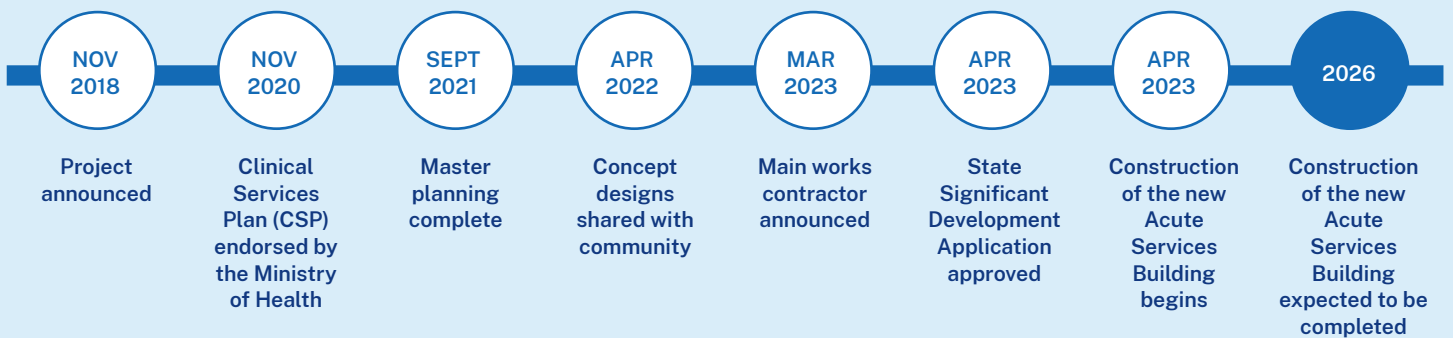 NOV
2018
NOV
2020
SEPT
2021
APR
2022
MAR
2023
APR
2023
APR
2023
2026
Project
announced
Clinical
Services
Plan (CSP)
endorsed by
the Ministry
of Health
Master
planning
complete
Concept
designs
shared with
community
Main works
contractor
announced
State
Significant
Development
Application
approved
Construction
of the new
Acute
Services
Building
begins
Construction
of the new
Acute
Services
Building
expected to be
completed